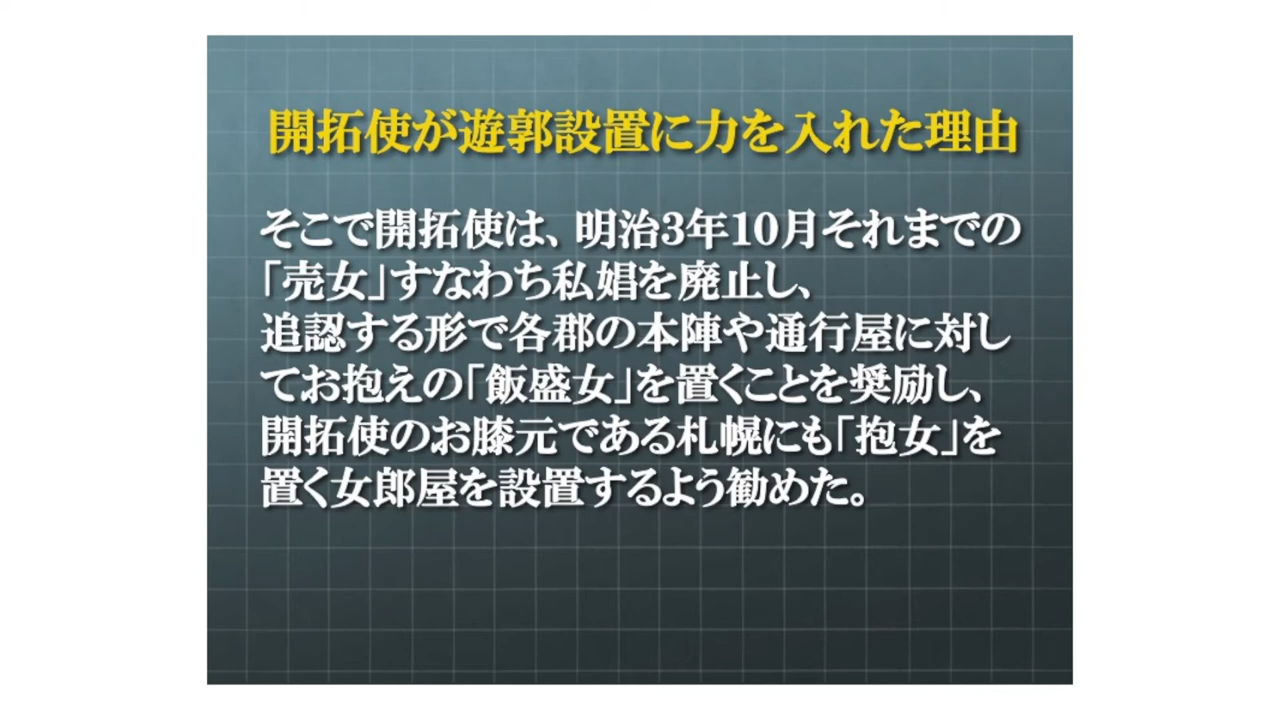 開拓使が遊郭設置に力を入れた理由
そこで開拓使は、明治3年10月それまでの
「売女」すなわち私娼を廃止し、
追認する形で各郡の本陣や通行屋に対し
てお抱えの「飯盛女」を置くことを奨励し、
開拓使のお膝元である札幌にも「抱女」を
置く女郎屋を設置するよう勧めた。